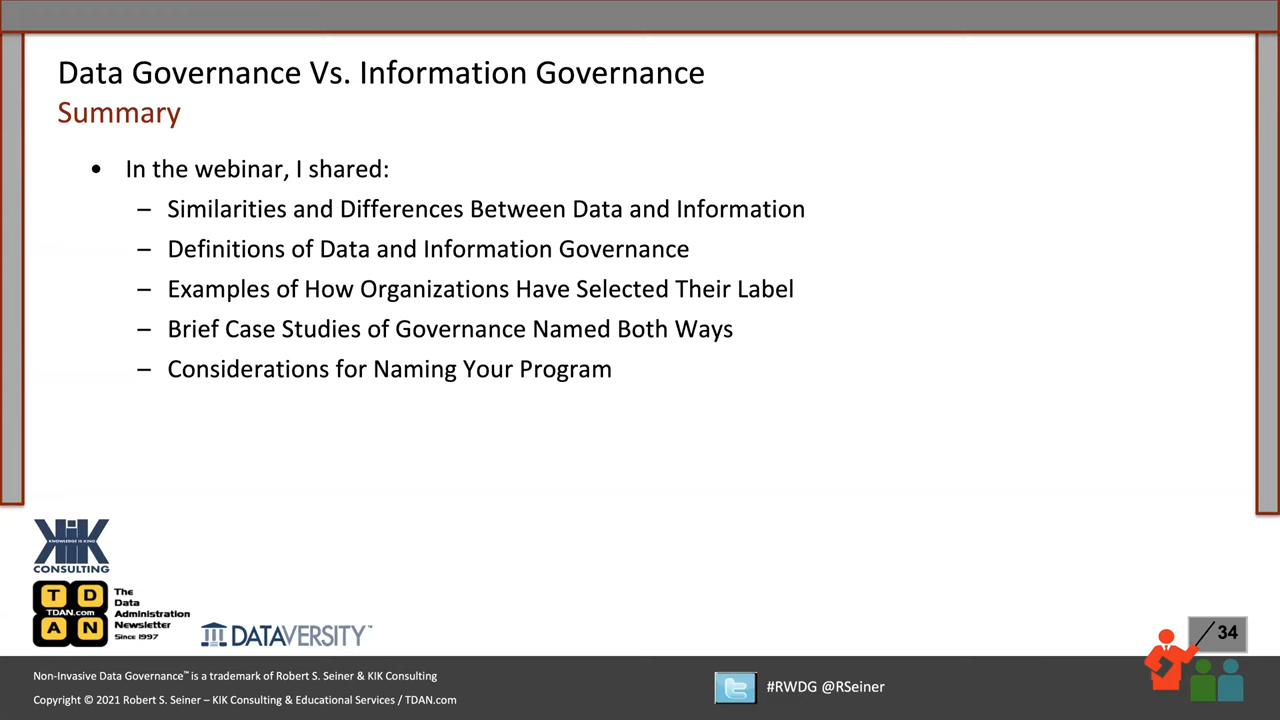 Data Governance Vs. Information Governance
Summary
• In the webinar, I shared:
– Similarities and Differences Between Data and Information
– Definitions of Data and Information Governance
– Examples of How Organizations Have Selected Their Label
– Brief Case Studies of Governance Named Both Ways
– Considerations for Naming Your Program
KIK
KNOWLEDGE IS KING
CONSULTING
T D
TDAN.com
A N
The
Data
Administration
Newsletter
Since 1997
DATAVERSITY™
34
Non-Invasive Data Governance™ is a trademark of Robert S. Seiner & KIK Consulting
Copyright © 2021 Robert S. Seiner – KIK Consulting & Educational Services / TDAN.com
#RWDG @RSeiner